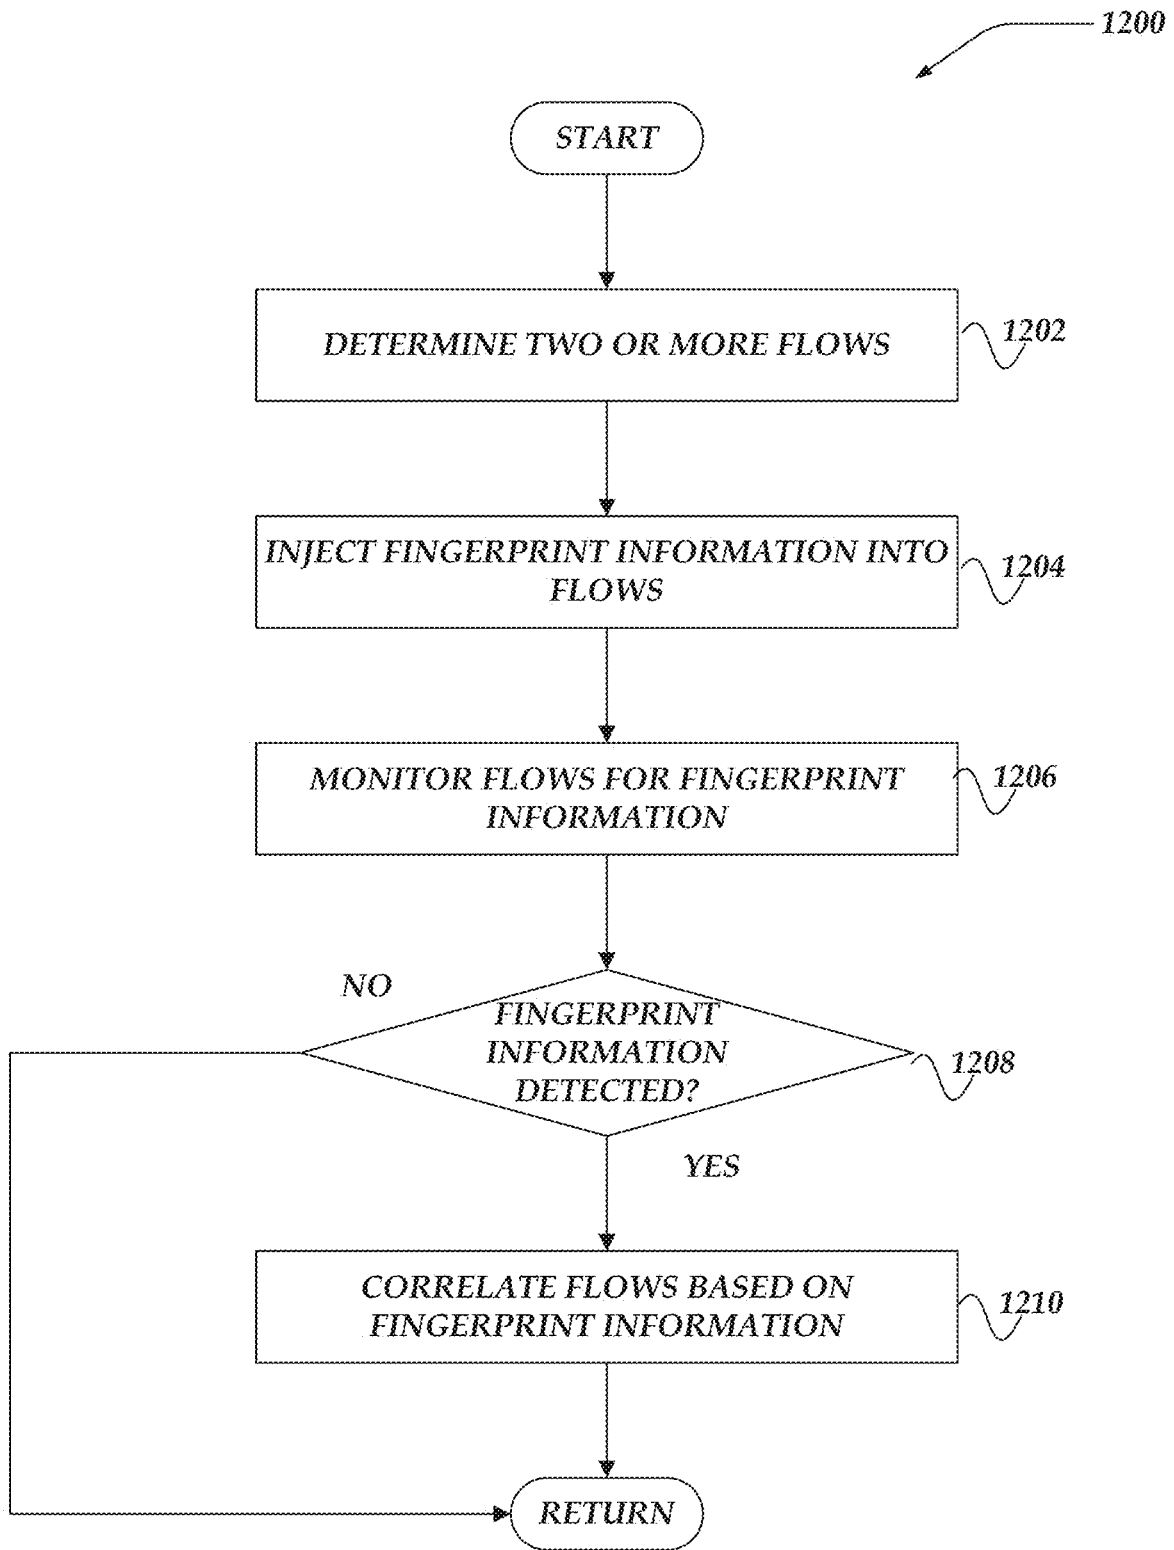 1200
START
DETERMINE TWO OR MORE FLOWS
1202
INJECT FINGERPRINT INFORMATION INTO
FLOWS
1204
MONITOR FLOWS FOR FINGERPRINT
INFORMATION
1206
NO
FINGERPRINT
INFORMATION
DETECTED?
1208
YES
CORRELATE FLOWS BASED ON
FINGERPRINT INFORMATION
1210
RETURN